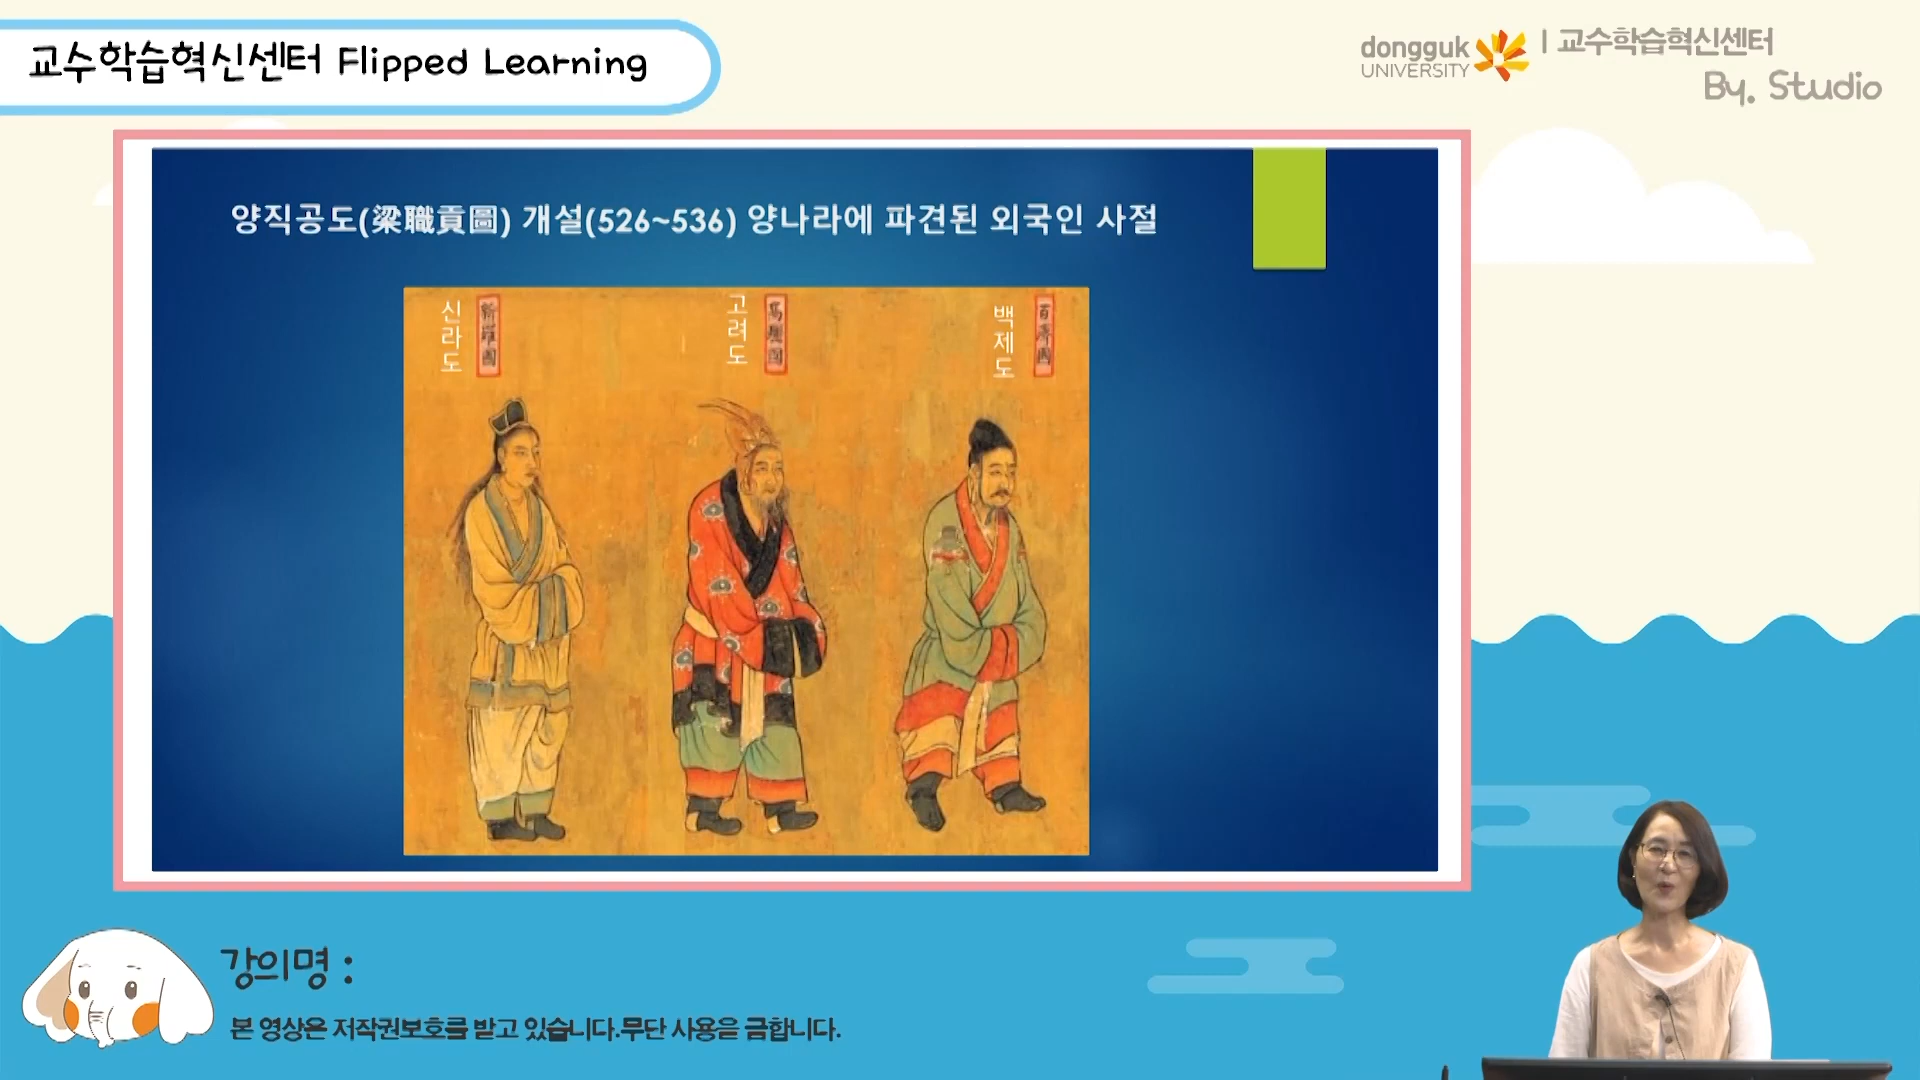 교수학습혁신센터 Flipped Learning
dongguk UNIVERSITY | 교수학습혁신센터
By. Studio
양직공도(梁職貢圖) 개설(526~536) 양나라에 파견된 외국인 사절
신라도
新羅國
고려도
高麗國
백제도
百濟國
강의명 :
본 영상은 저작권보호를 받고 있습니다.무단 사용을 금합니다.